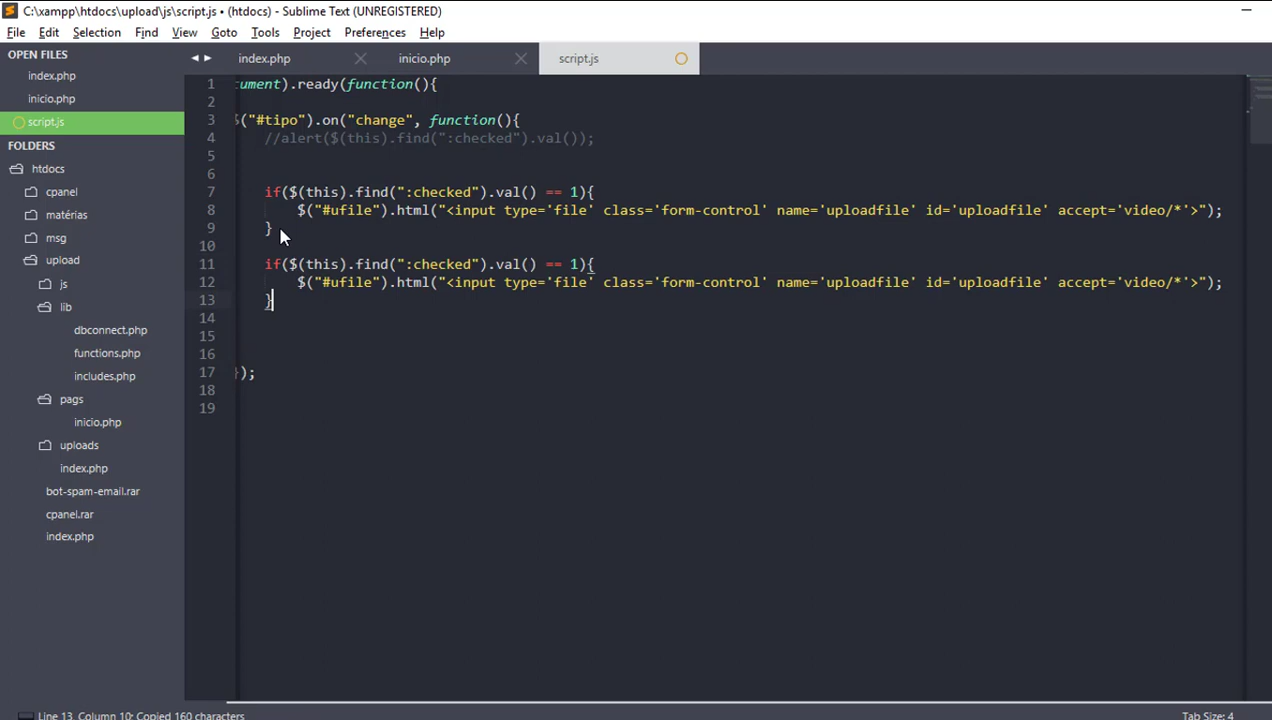 C:\xampp\htdocs\upload\js\script.js • (htdocs) - Sublime Text (UNREGISTERED)
File Edit Selection Find View Goto Tools Project Preferences Help
OPEN FILES
index.php
inicio.php
script.js
FOLDERS
htdocs
cpanel
matérias
msg
upload
js
lib
dbconnect.php
functions.php
includes.php
pags
inicio.php
uploads
index.php
bot-spam-email.rar
cpanel.rar
index.php
index.php inicio.php script.js
1 cument).ready(function(){
2
3 $("#tipo").on("change", function(){
4 //alert($(this).find(":checked").val());
5
6
7 if($(this).find(":checked").val() == 1){
8 $("#ufile").html("<input type='file' class='form-control' name='uploadfile' id='uploadfile' accept='video/*'>");
9 }
10
11 if($(this).find(":checked").val() == 1){
12 $("#ufile").html("<input type='file' class='form-control' name='uploadfile' id='uploadfile' accept='video/*'>");
13 }
14
15
16
17 });
18
19
Line 13, Column 10; Copied 160 characters Tab Size: 4